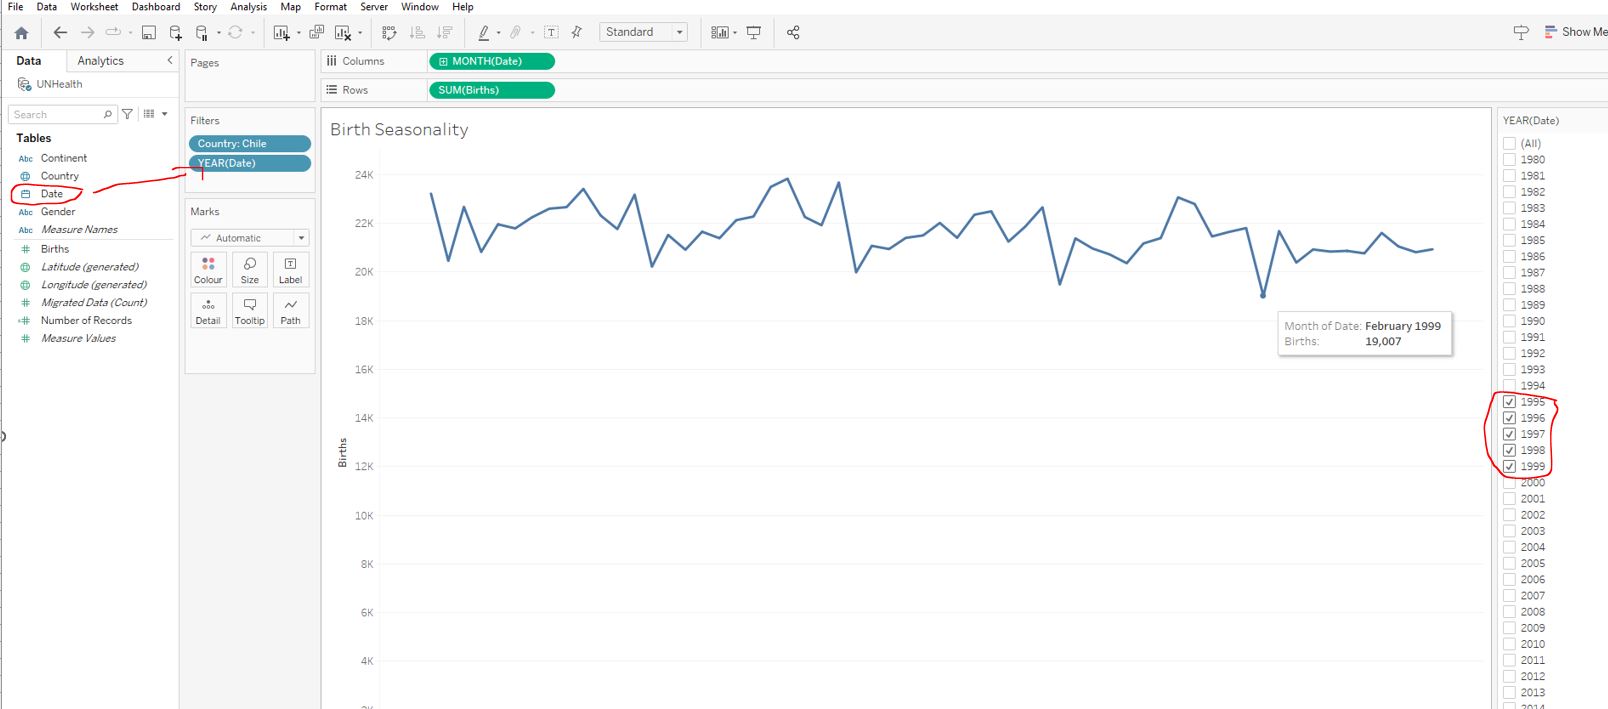 File Data Worksheet Dashboard Story Analysis Map Format Server Window Help
Standard
Show Me
Data Analytics
UNHealth
Search
Tables
Abc Continent
Country
Date
Abc Gender
Abc Measure Names
Births
Latitude (generated)
Longitude (generated)
Migrated Data (Count)
Number of Records
Measure Values
Pages
Filters
Country: Chile
YEAR(Date)
Marks
Automatic
Colour Size Label
Detail Tooltip Path
Columns MONTH(Date)
Rows SUM(Births)
Birth Seasonality
24K
22K
20K
18K
16K
14K
12K
10K
8K
6K
4K
Births
Month of Date: February 1999
Births: 19,007
YEAR(Date)
(All)
1980
1981
1982
1983
1984
1985
1986
1987
1988
1989
1990
1991
1992
1993
1994
1995
1996
1997
1998
1999
2000
2001
2002
2003
2004
2005
2006
2007
2008
2009
2010
2011
2012
2013